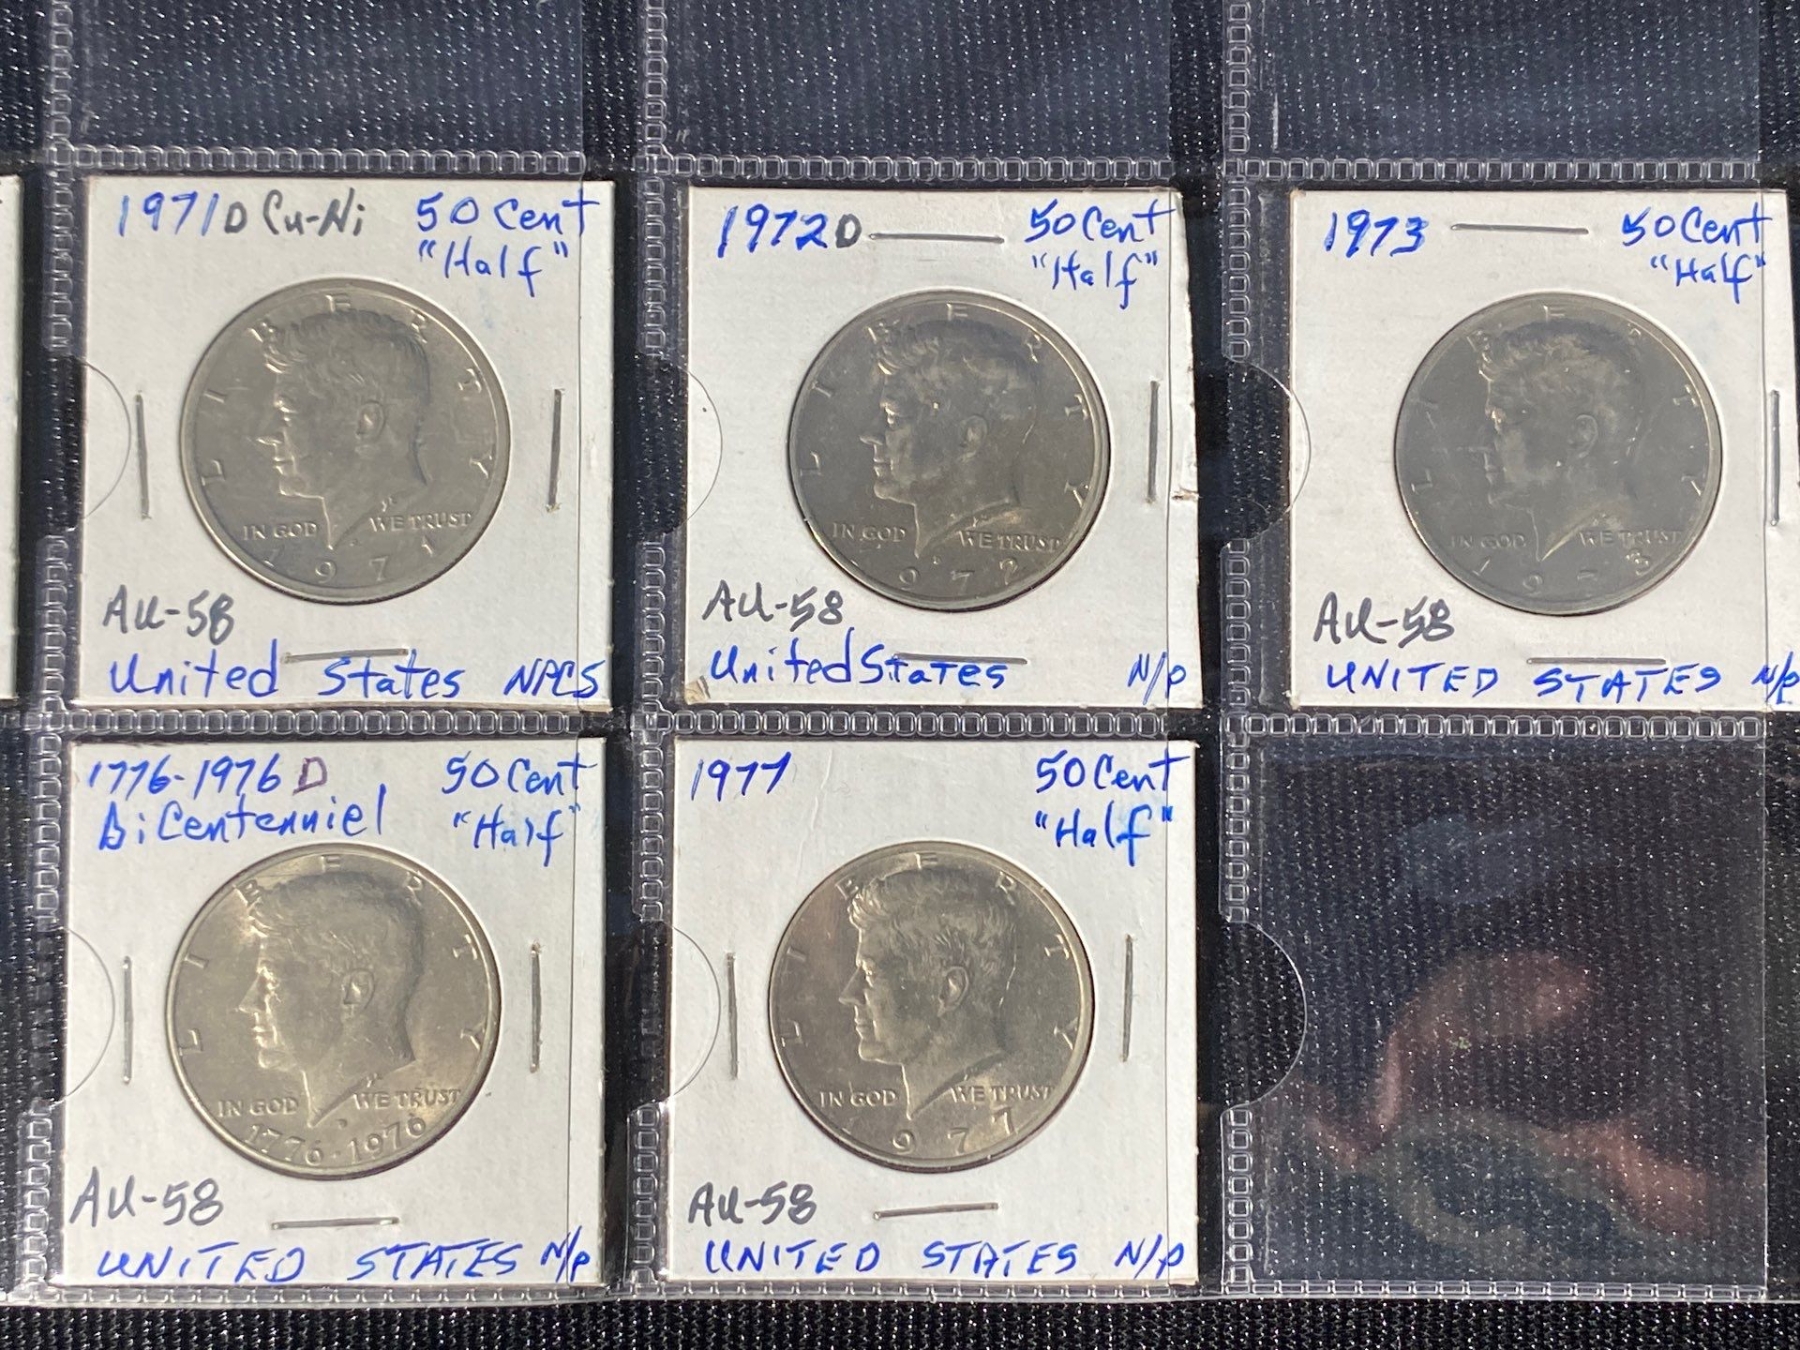 1971D Cu-Ni 50 Cent
"Half"
LIBERTY
IN GOD WE TRUST
1971
AU-58
United States NPCS
1972D 50 Cent
"Half"
LIBERTY
IN GOD WE TRUST
1972
AU-58
United States N/P
1973 50 Cent
"Half"
LIBERTY
IN GOD WE TRUST
1973
AU-58
UNITED STATES N/P
1776-1976 D 50 Cent
BiCentenniel "Half"
LIBERTY
IN GOD WE TRUST
D
1776·1976
AU-58
UNITED STATES N/P
1977 50 Cent
"Half"
LIBERTY
IN GOD WE TRUST
1977
AU-58
UNITED STATES N/P